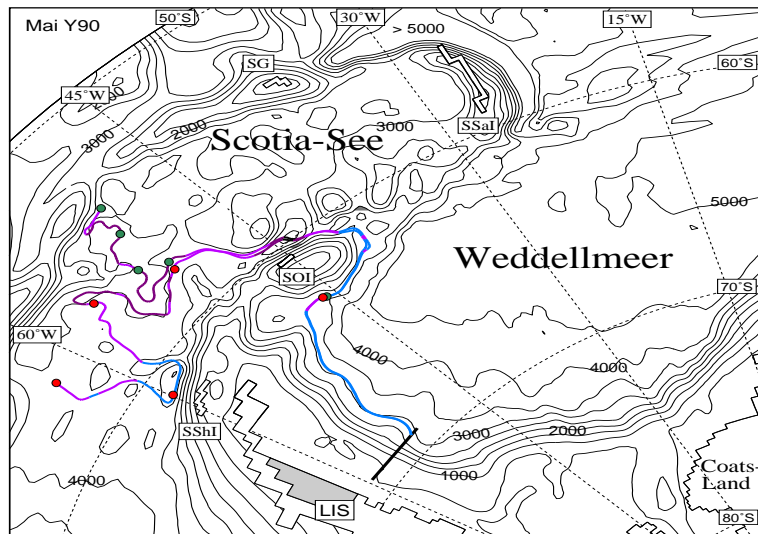 Mai Y90
50°S
30°W
> 5000
15°W
SG
60°S
45°W
3000
2000
3000
SSaI
Scotia-See
5000
Weddellmeer
SOI
70°S
60°W
4000
4000
SShI
3000
2000
1000
4000
Coats-
Land
LIS
80°S